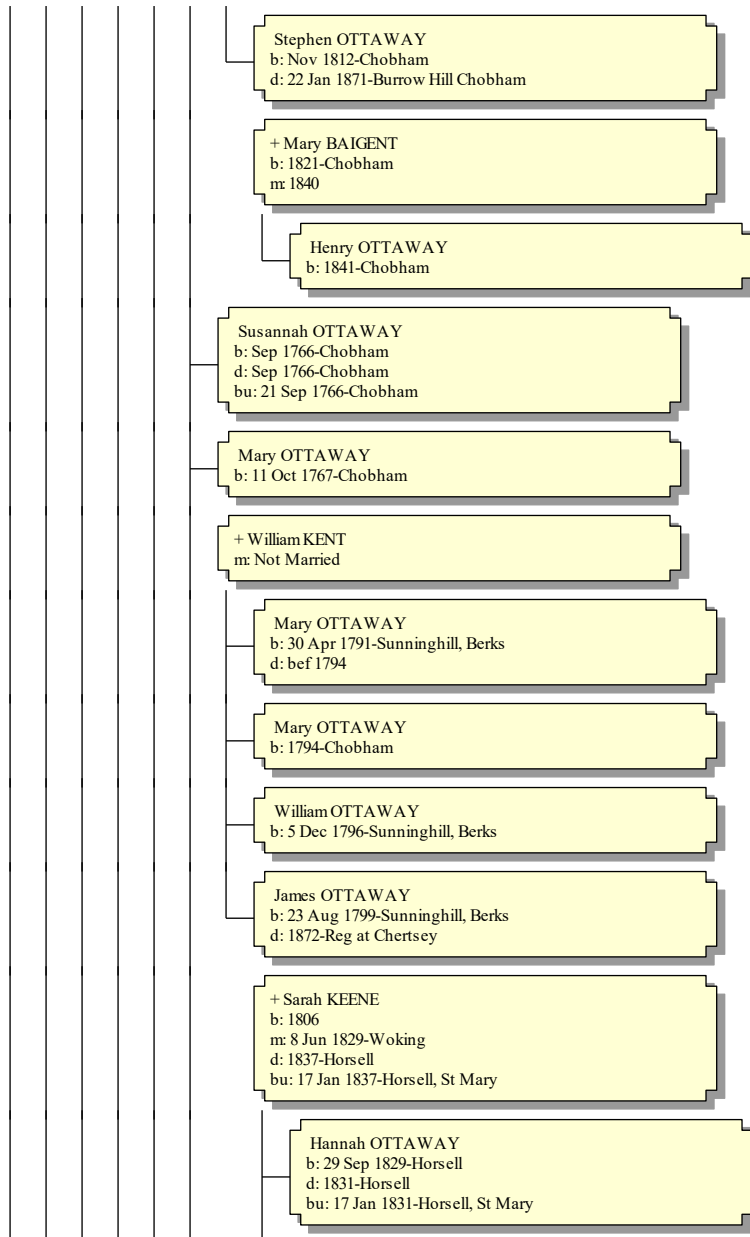 Stephen OTTAWAY
b: Nov 1812-Chobham
d: 22 Jan 1871-Burrow Hill Chobham
+ Mary BAIGENT
b: 1821-Chobham
m: 1840
Henry OTTAWAY
b: 1841-Chobham
Susannah OTTAWAY
b: Sep 1766-Chobham
d: Sep 1766-Chobham
bu: 21 Sep 1766-Chobham
Mary OTTAWAY
b: 11 Oct 1767-Chobham
+ William KENT
m: Not Married
Mary OTTAWAY
b: 30 Apr 1791-Sunninghill, Berks
d: bef 1794
Mary OTTAWAY
b: 1794-Chobham
William OTTAWAY
b: 5 Dec 1796-Sunninghill, Berks
James OTTAWAY
b: 23 Aug 1799-Sunninghill, Berks
d: 1872-Reg at Chertsey
+ Sarah KEENE
b: 1806
m: 8 Jun 1829-Woking
d: 1837-Horsell
bu: 17 Jan 1837-Horsell, St Mary
Hannah OTTAWAY
b: 29 Sep 1829-Horsell
d: 1831-Horsell
bu: 17 Jan 1831-Horsell, St Mary